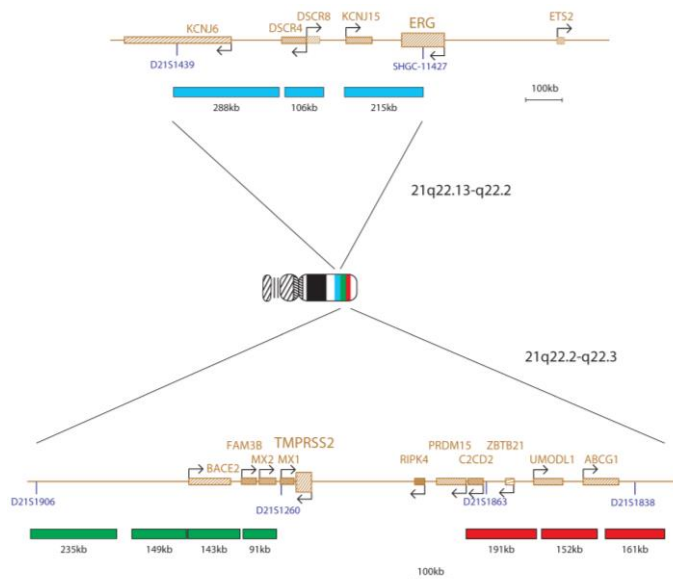 KCNJ6 DSCR4 DSCR8 KCNJ15 ERG ETS2
D21S1439 SHGC-11427
288kb 106kb 215kb 100kb
21q22.13-q22.2
21q22.2-q22.3
BACE2 FAM3B MX2 MX1 TMPRSS2 RIPK4 PRDM15 C2CD2 ZBTB21 UMODL1 ABCG1
D21S1906 D21S1260 D21S1863 D21S1838
235kb 149kb 143kb 91kb 191kb 152kb 161kb
100kb